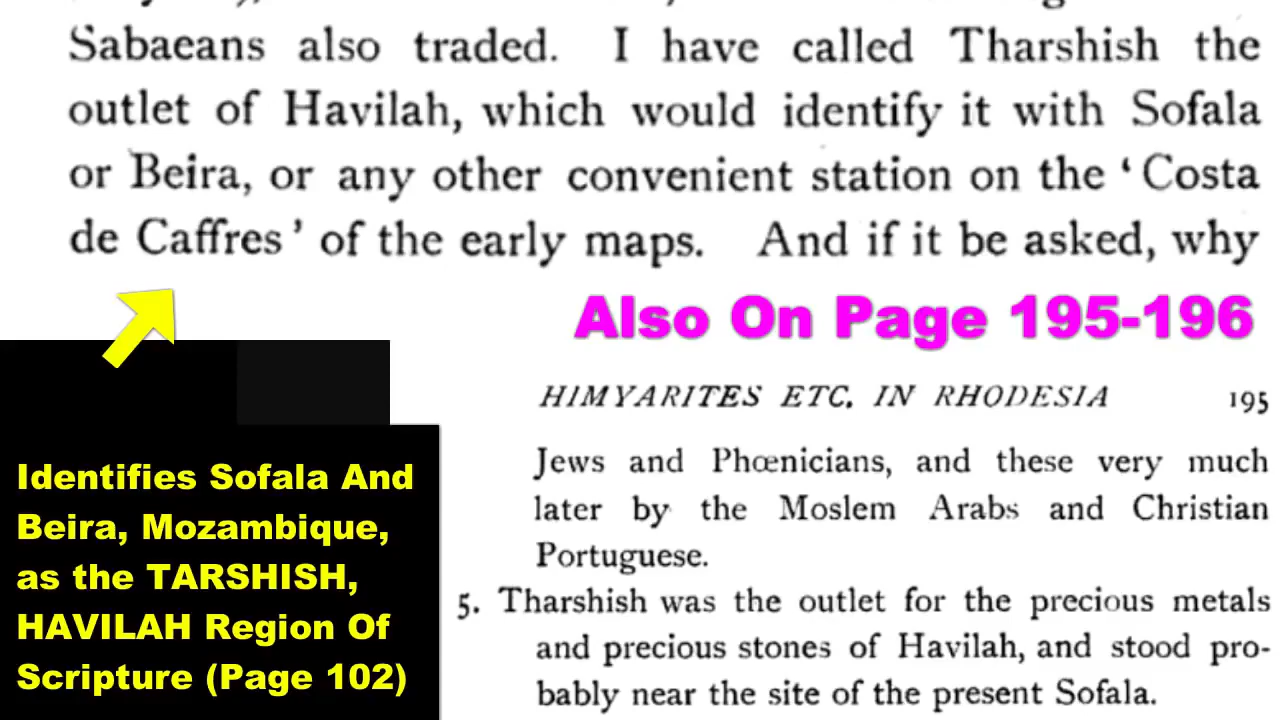 Sabaeans also traded. I have called Tharshish the
outlet of Havilah, which would identify it with Sofala
or Beira, or any other convenient station on the ‘Costa
de Caffres’ of the early maps. And if it be asked, why
Also On Page 195-196
HIMYARITES ETC. IN RHODESIA 195
Jews and Phœnicians, and these very much
later by the Moslem Arabs and Christian
Portuguese.
5. Tharshish was the outlet for the precious metals
and precious stones of Havilah, and stood pro-
bably near the site of the present Sofala.
Identifies Sofala And
Beira, Mozambique,
as the TARSHISH,
HAVILAH Region Of
Scripture (Page 102)